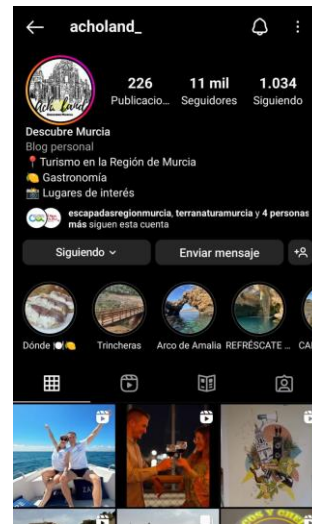 acholand_
226
11 mil
1.034
Publicacio...
Seguidores
Siguiendo
Ach. Land
Descubre Murcia
Blog personal
📍 Turismo en la Región de Murcia
🍋 Gastronomía
📸 Lugares de interés
escapadasregionmurcia, terranaturamurcia y 4 personas
más siguen esta cuenta
Siguiendo
Enviar mensaje
Dónde 🍽️🍋
Trincheras
Arco de Amalia
REFRÉSCATE ...